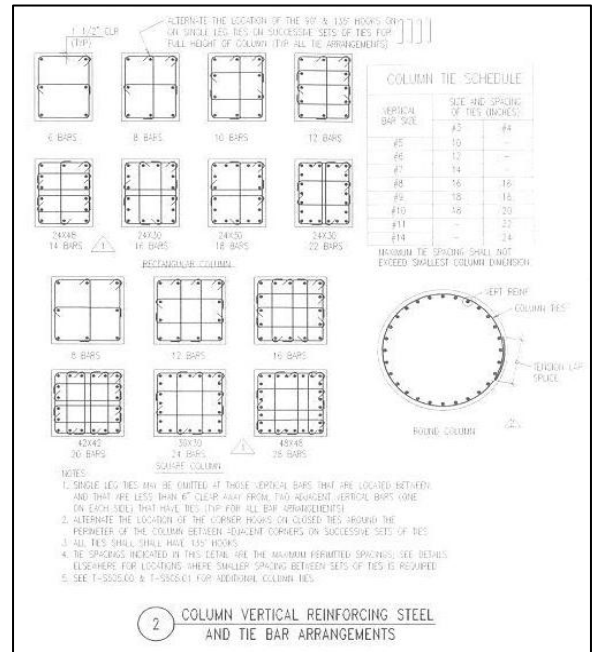 1 1/2" CLR
(TYP)
ALTERNATE THE LOCATION OF THE 90° & 135° HOOKS ON
ON SINGLE LEG TIES ON SUCCESSIVE SETS OF TIES FOR
FULL HEIGHT OF COLUMN (TYP ALL TIE ARRANGEMENTS)
6 BARS
8 BARS
10 BARS
12 BARS
24X48
14 BARS
1
24X30
16 BARS
24X30
18 BARS
24X30
22 BARS
RECTANGULAR COLUMN
COLUMN TIE SCHEDULE
VERTICAL
BAR SIZE
SIZE AND SPACING
OF TIES (INCHES)
#3 #4
#5 10 -
#6 12 -
#7 14 -
#8 16 16
#9 18 18
#10 18 20
#11 - 22
#14 - 24
MAXIMUM TIE SPACING SHALL NOT
EXCEED SMALLEST COLUMN DIMENSION
8 BARS
12 BARS
16 BARS
42X42
20 BARS
30X30
24 BARS
1
48X48
28 BARS
SQUARE COLUMN
VERT REINF
COLUMN TIES
TENSION LAP
SPLICE
ROUND COLUMN
2
NOTES:
1. SINGLE LEG TIES MAY BE OMITTED AT THOSE VERTICAL BARS THAT ARE LOCATED BETWEEN
AND THAT ARE LESS THAN 6" CLEAR AWAY FROM, TWO ADJACENT VERTICAL BARS (ONE
ON EACH SIDE) THAT HAVE TIES (TYP FOR ALL BAR ARRANGEMENTS)
2. ALTERNATE THE LOCATION OF THE CORNER HOOKS ON CLOSED TIES AROUND THE
PERIMETER OF THE COLUMN BETWEEN ADJACENT CORNERS ON SUCCESSIVE SETS OF TIES
3. ALL TIES SHALL SHALL HAVE 135° HOOKS
4. TIE SPACINGS INDICATED IN THIS DETAIL ARE THE MAXIMUM PERMITTED SPACINGS; SEE DETAILS
ELSEWHERE FOR LOCATIONS WHERE SMALLER SPACING BETWEEN SETS OF TIES IS REQUIRED
5. SEE T-S505.00 & T-S505.01 FOR ADDITIONAL COLUMN TIES
2 COLUMN VERTICAL REINFORCING STEEL
AND TIE BAR ARRANGEMENTS